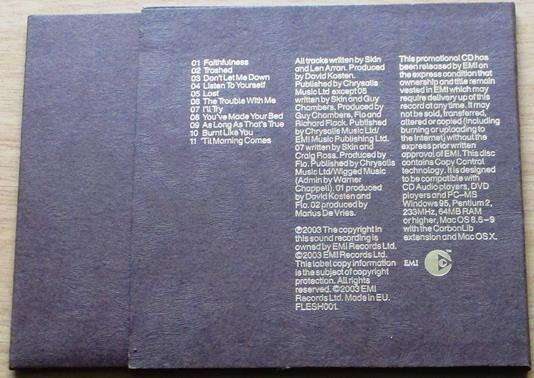 01 Faithfulness
02 Trashed
03 Don't Let Me Down
04 Listen To Yourself
05 Lost
06 The Trouble With Me
07 I'll Try
08 You've Made Your Bed
09 As Long As That's True
10 Burnt Like You
11 'Til Morning Comes
All tracks written by Skin
and Len Arran. Produced
by David Kosten.
Published by Chrysalis
Music Ltd except 08
written by Skin and Guy
Chambers. Produced by
Guy Chambers, Flo and
Richard Flack. Published
by Chrysalis Music Ltd/
EMI Music Publishing Ltd.
07 written by Skin and
Craig Ross. Produced by
Flo. Published by Chrysalis
Music Ltd/Wigged Music
(Admin by Warner
Chappell). 01 produced
by David Kosten and
Flo. 02 produced by
Marius De Vries.
℗2003 The copyright in
this sound recording is
owned by EMI Records Ltd.
©2003 EMI Records Ltd.
This label copy information
is the subject of copyright
protection. All rights
reserved. ©2003 EMI
Records Ltd. Made in EU.
FLESH001.
This promotional CD has
been released by EMI on
the express condition that
ownership and title remain
vested in EMI which may
require delivery up of this
record at any time. It may
not be sold, transferred,
altered or copied (including
burning or uploading to
the Internet) without the
express prior written
approval of EMI. This disc
contains Copy Control
technology. It is designed
to be compatible with
CD Audio players, DVD
players and PC-MS
Windows 95, Pentium 2,
233MHz, 64MB RAM
or higher, Mac OS 8.6-9
with the CarbonLib
extension and Mac OS X.
EMI